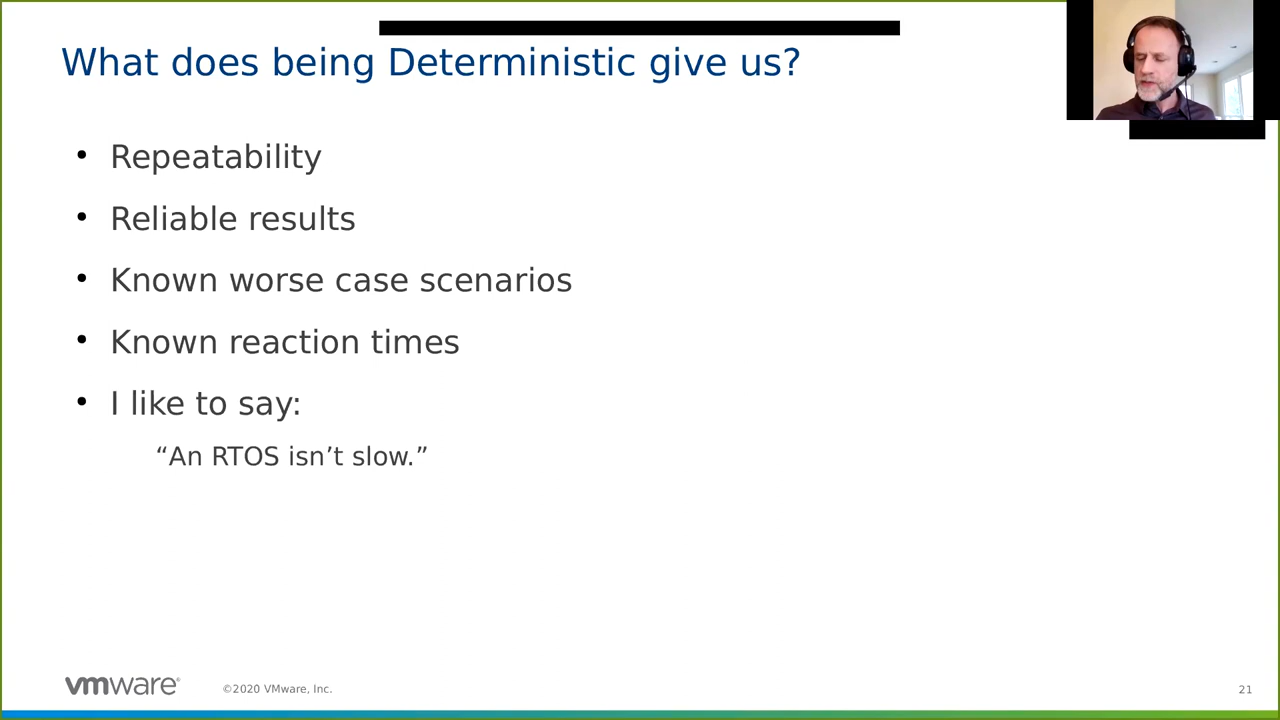 What does being Deterministic give us?
• Repeatability
• Reliable results
• Known worse case scenarios
• Known reaction times
• I like to say:
“An RTOS isn’t slow.”
vmware®
©2020 VMware, Inc.
21